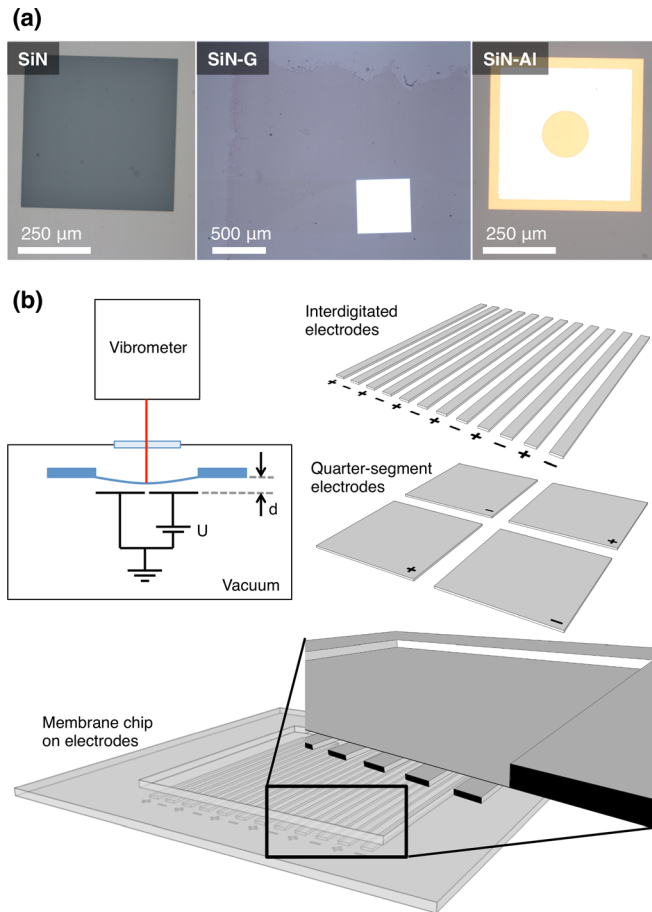 (a)
SiN
SiN-G
SiN-Al
250 µm
500 µm
250 µm
(b)
Vibrometer
d
U
Vacuum
Interdigitated
electrodes
+ − + − + − + − + − + −
Quarter-segment
electrodes
−
+
+
−
Membrane chip
on electrodes
+ − + − + − + − + −